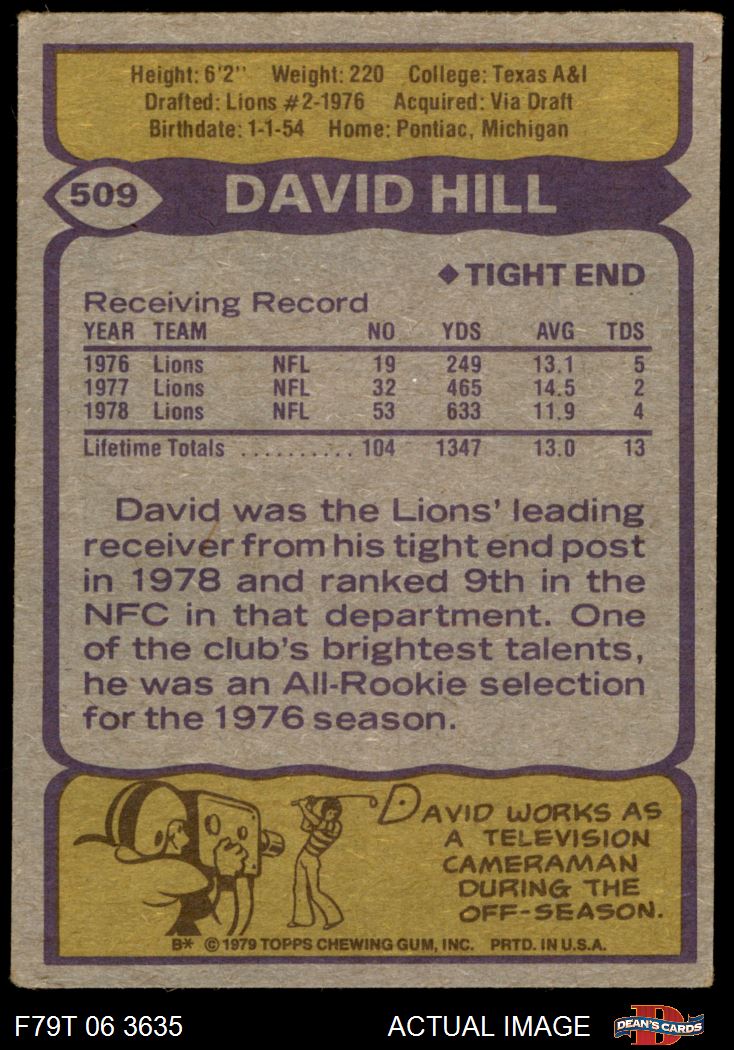 Height: 6'2" Weight: 220 College: Texas A&I
Drafted: Lions #2-1976 Acquired: Via Draft
Birthdate: 1-1-54 Home: Pontiac, Michigan
509 DAVID HILL
◆ TIGHT END
Receiving Record
YEAR TEAM NO YDS AVG TDS
1976 Lions NFL 19 249 13.1 5
1977 Lions NFL 32 465 14.5 2
1978 Lions NFL 53 633 11.9 4
Lifetime Totals .......... 104 1347 13.0 13
David was the Lions' leading
receiver from his tight end post
in 1978 and ranked 9th in the
NFC in that department. One
of the club's brightest talents,
he was an All-Rookie selection
for the 1976 season.
DAVID WORKS AS
A TELEVISION
CAMERAMAN
DURING THE
OFF-SEASON.
B* © 1979 TOPPS CHEWING GUM, INC. PRTD. IN U.S.A.
F79T 06 3635 ACTUAL IMAGE D DEAN'S CARDS